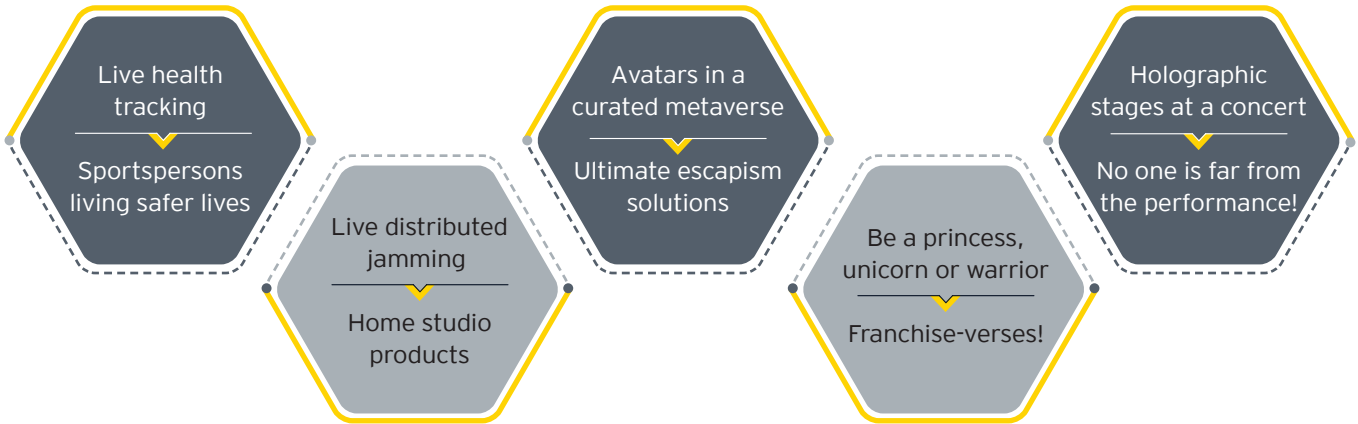 Live health
tracking
Sportspersons
living safer lives
Live distributed
jamming
Home studio
products
Avatars in a
curated metaverse
Ultimate escapism
solutions
Be a princess,
unicorn or warrior
Franchise-verses!
Holographic
stages at a concert
No one is far from
the performance!